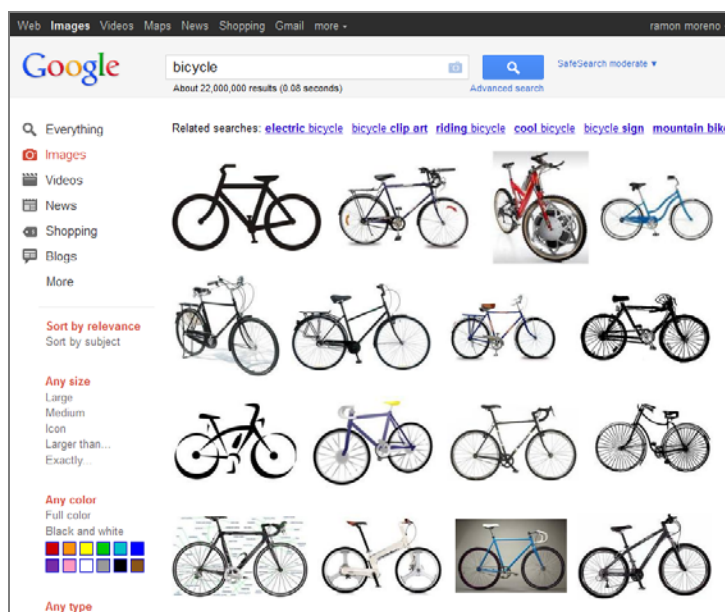 Web Images Videos Maps News Shopping Gmail more
ramon moreno
Google
bicycle
SafeSearch moderate ▼
About 22,000,000 results (0.08 seconds)
Advanced search
Everything
Images
Videos
News
Shopping
Blogs
More
Related searches: electric bicycle bicycle clip art riding bicycle cool bicycle bicycle sign mountain bike
Sort by relevance
Sort by subject
Any size
Large
Medium
Icon
Larger than...
Exactly...
Any color
Full color
Black and white
Any type